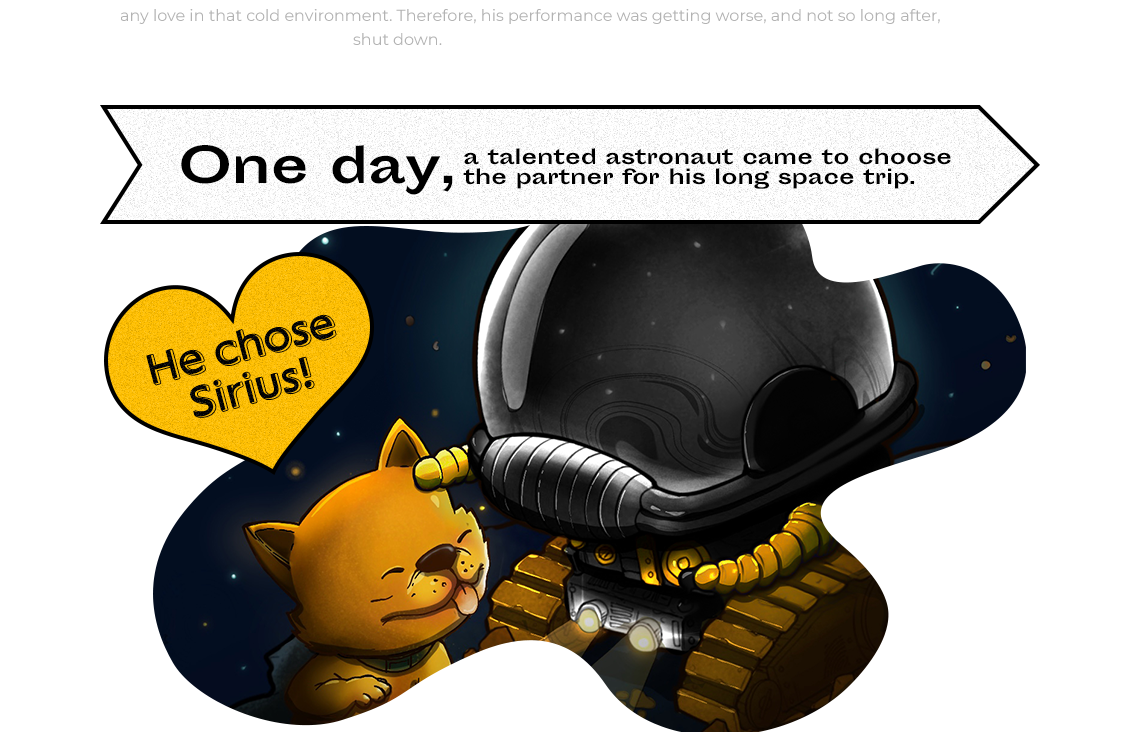 any love in that cold environment. Therefore, his performance was getting worse, and not so long after,
shut down.
One day, a talented astronaut came to choose
the partner for his long space trip.
He chose
Sirius!